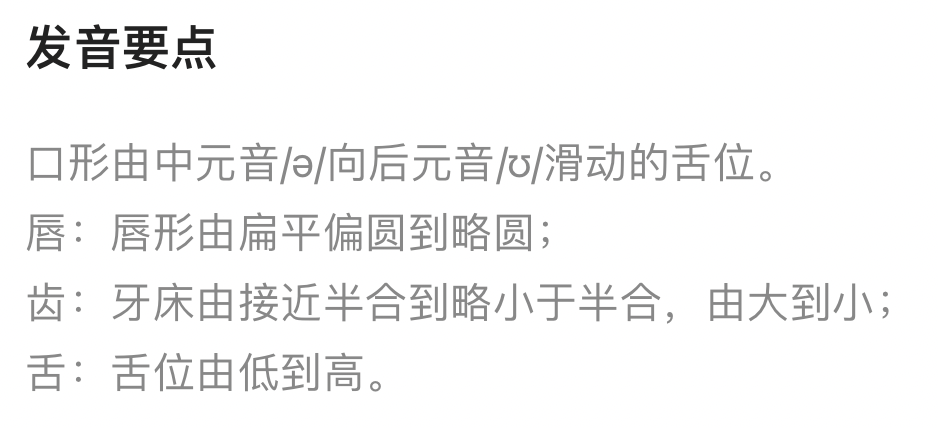 发音要点
口形由中元音/ə/向后元音/ʊ/滑动的舌位。
唇：唇形由扁平偏圆到略圆；
齿：牙床由接近半合到略小于半合，由大到小；
舌：舌位由低到高。